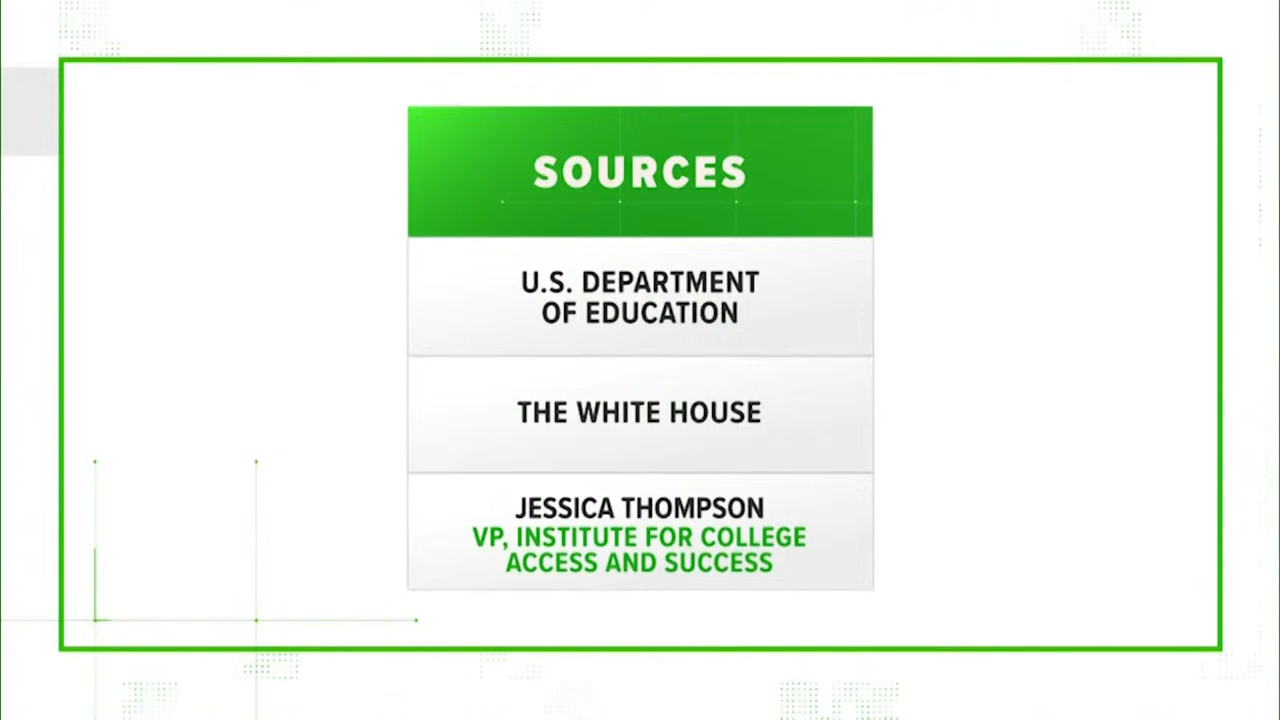 SOURCES
U.S. DEPARTMENT
OF EDUCATION
THE WHITE HOUSE
JESSICA THOMPSON
VP, INSTITUTE FOR COLLEGE
ACCESS AND SUCCESS